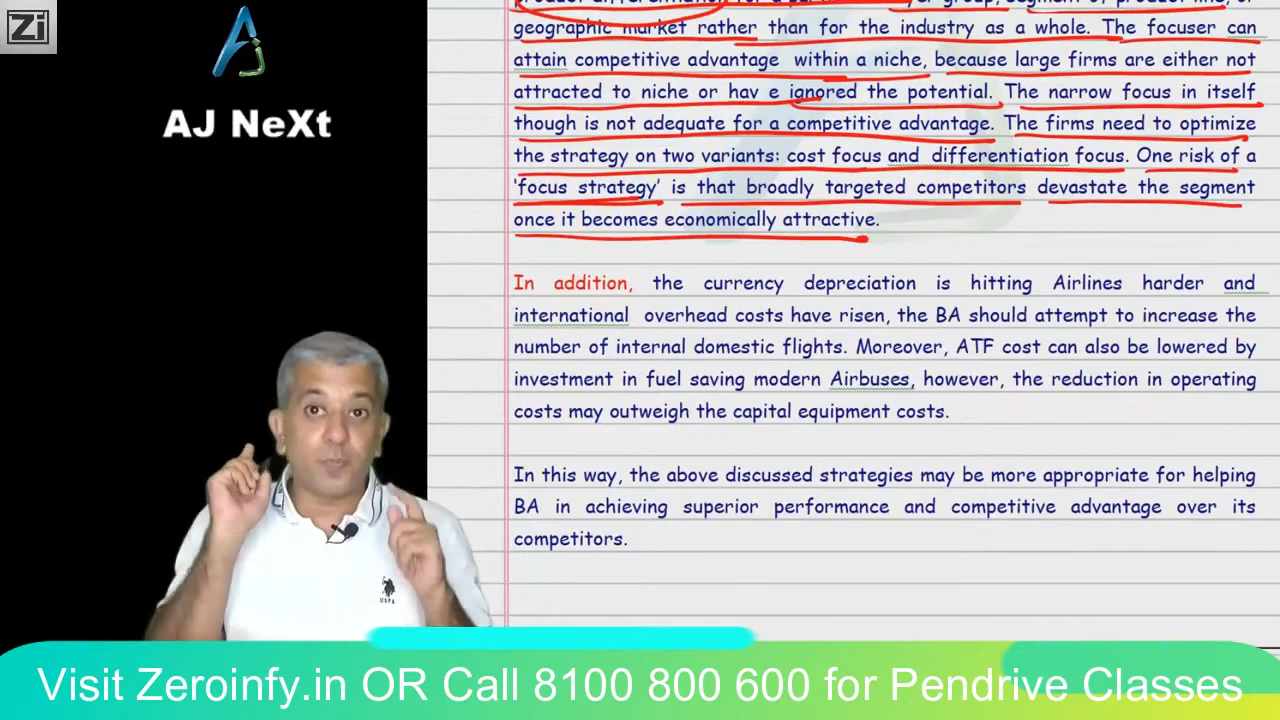 Zi
AJ NeXt
geographic market rather than for the industry as a whole. The focuser can
attain competitive advantage within a niche, because large firms are either not
attracted to niche or hav e ignored the potential. The narrow focus in itself
though is not adequate for a competitive advantage. The firms need to optimize
the strategy on two variants: cost focus and differentiation focus. One risk of a
'focus strategy' is that broadly targeted competitors devastate the segment
once it becomes economically attractive.
In addition, the currency depreciation is hitting Airlines harder and
international overhead costs have risen, the BA should attempt to increase the
number of internal domestic flights. Moreover, ATF cost can also be lowered by
investment in fuel saving modern Airbuses, however, the reduction in operating
costs may outweigh the capital equipment costs.
In this way, the above discussed strategies may be more appropriate for helping
BA in achieving superior performance and competitive advantage over its
competitors.
USPA
Visit Zeroinfy.in OR Call 8100 800 600 for Pendrive Classes